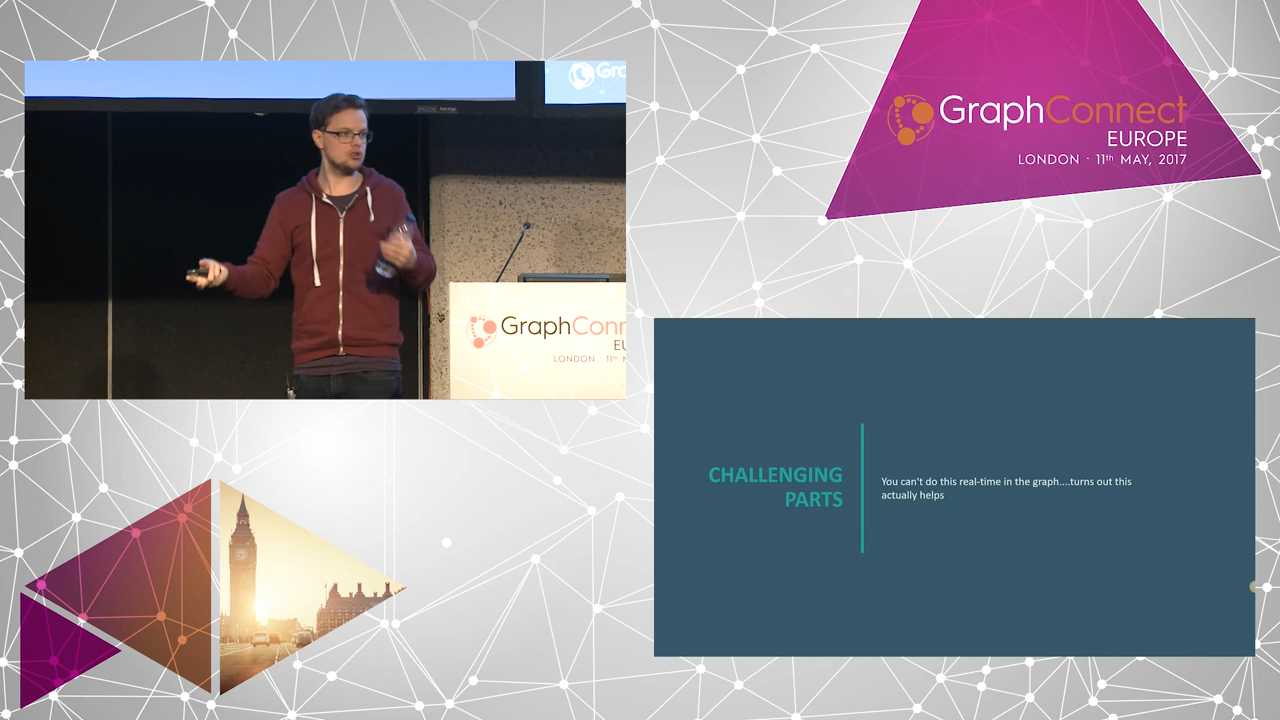 GraphConnect
EUROPE
LONDON · 11th MAY, 2017
Gro
GraphConn
EU
LONDON · 11th M
CHALLENGING
PARTS
You can't do this real-time in the graph....turns out this
actually helps